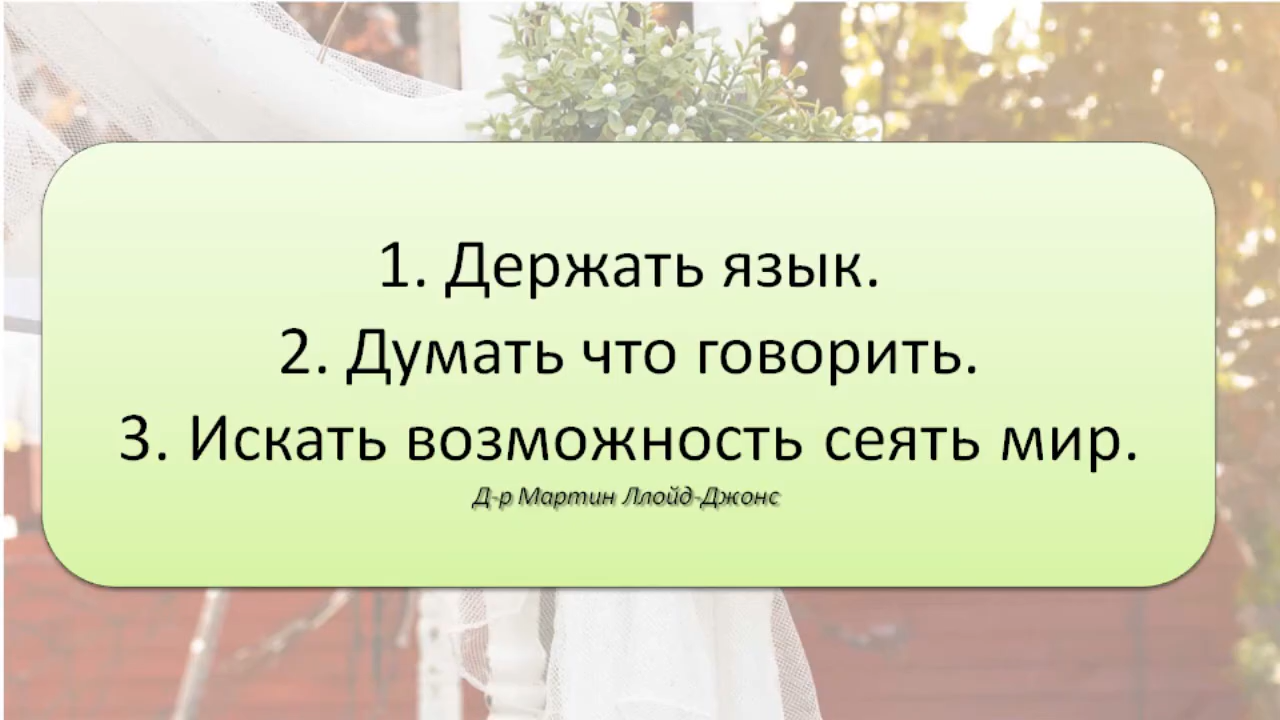 1. Держать язык.
2. Думать что говорить.
3. Искать возможность сеять мир.
Д-р Мартин Ллойд-Джонс